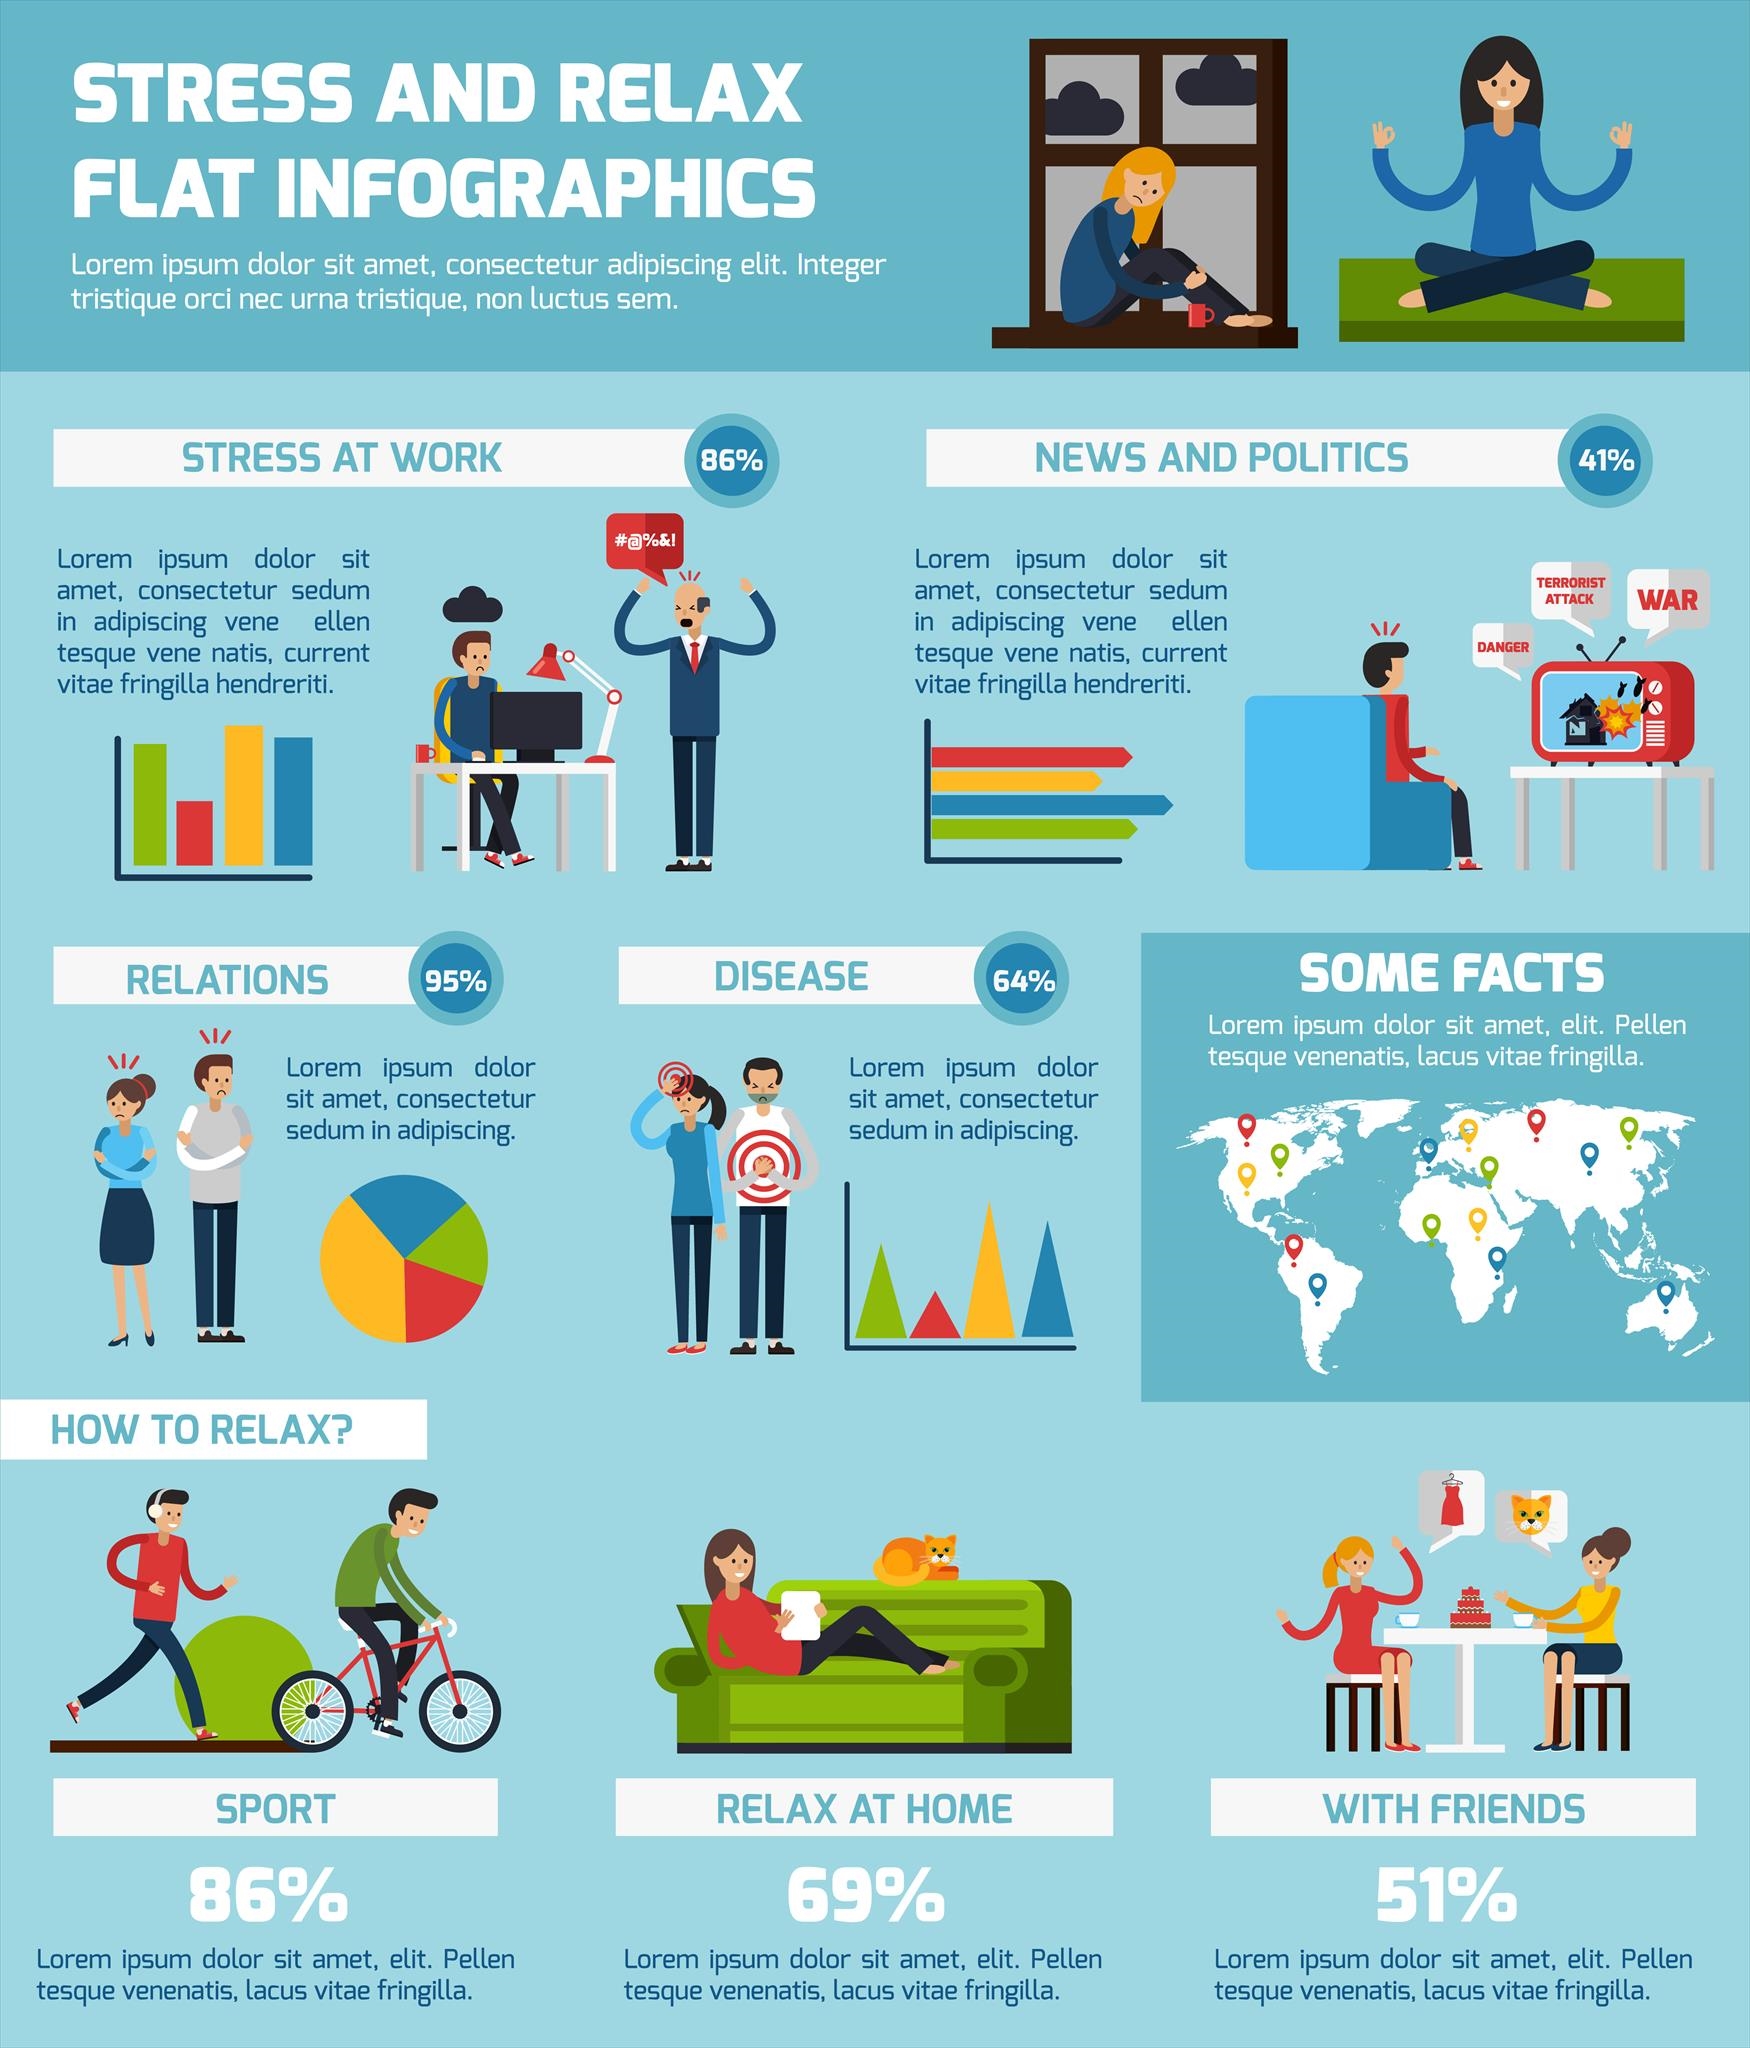 STRESS AND RELAX
FLAT INFOGRAPHICS
Lorem ipsum dolor sit amet, consectetur adipiscing elit. Integer
tristique orci nec urna tristique, non luctus sem.
STRESS AT WORK
86%
Lorem ipsum dolor sit
amet, consectetur sedum
in adipiscing vene ellen
tesque vene natis, current
vitae fringilla hendreriti.
#@%&!
NEWS AND POLITICS
41%
Lorem ipsum dolor sit
amet, consectetur sedum
in adipiscing vene ellen
tesque vene natis, current
vitae fringilla hendreriti.
TERRORIST
ATTACK
WAR
DANGER
RELATIONS
95%
Lorem ipsum dolor
sit amet, consectetur
sedum in adipiscing.
DISEASE
64%
Lorem ipsum dolor
sit amet, consectetur
sedum in adipiscing.
SOME FACTS
Lorem ipsum dolor sit amet, elit. Pellen
tesque venenatis, lacus vitae fringilla.
HOW TO RELAX?
SPORT
86%
Lorem ipsum dolor sit amet, elit. Pellen
tesque venenatis, lacus vitae fringilla.
RELAX AT HOME
69%
Lorem ipsum dolor sit amet, elit. Pellen
tesque venenatis, lacus vitae fringilla.
WITH FRIENDS
51%
Lorem ipsum dolor sit amet, elit. Pellen
tesque venenatis, lacus vitae fringilla.